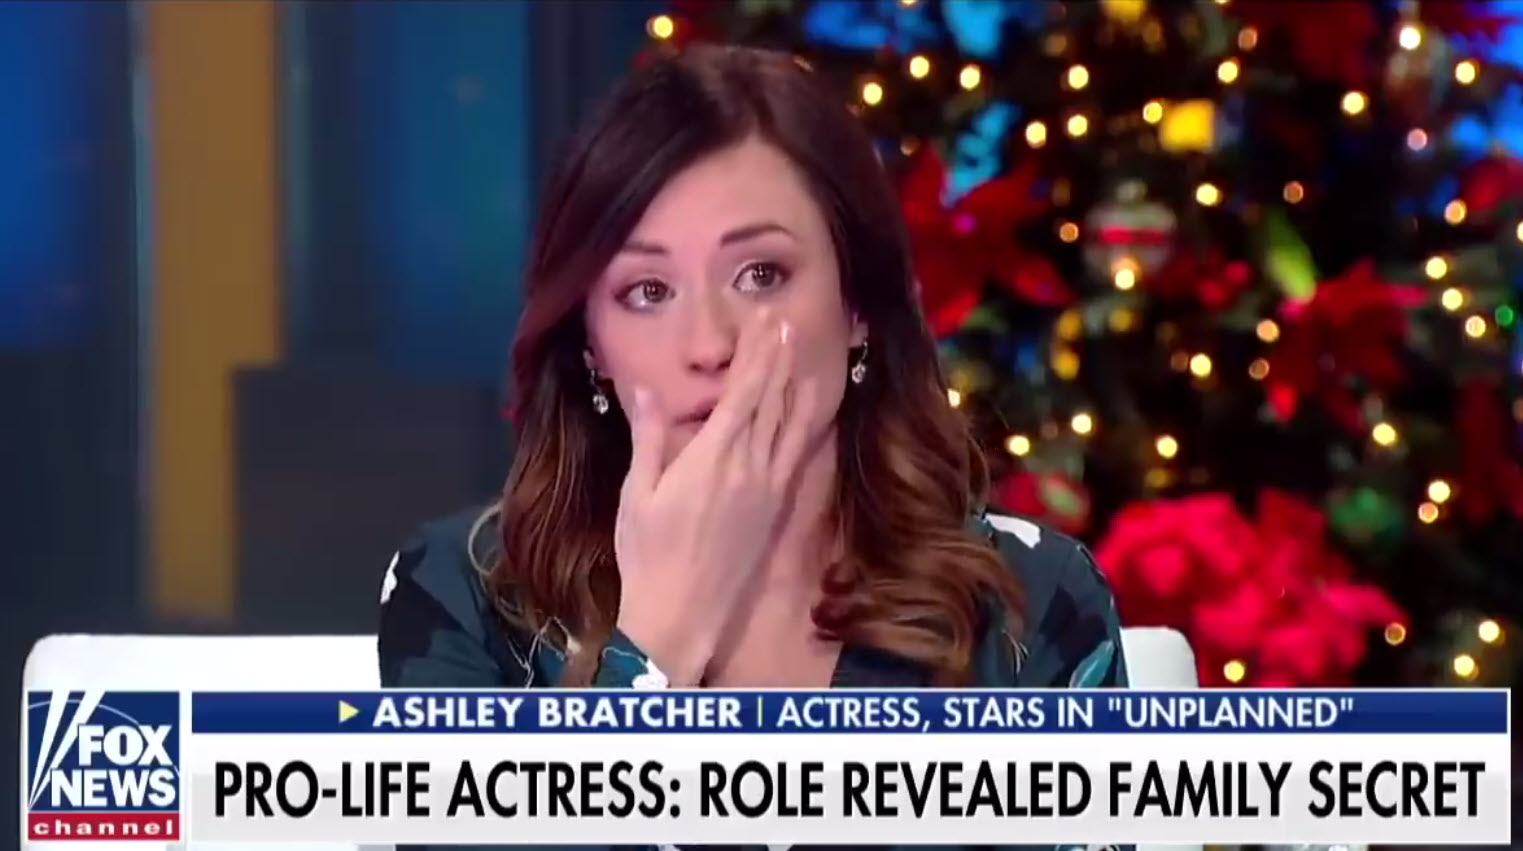 ▶ ASHLEY BRATCHER | ACTRESS, STARS IN "UNPLANNED"
FOX
NEWS
channel
PRO-LIFE ACTRESS: ROLE REVEALED FAMILY SECRET